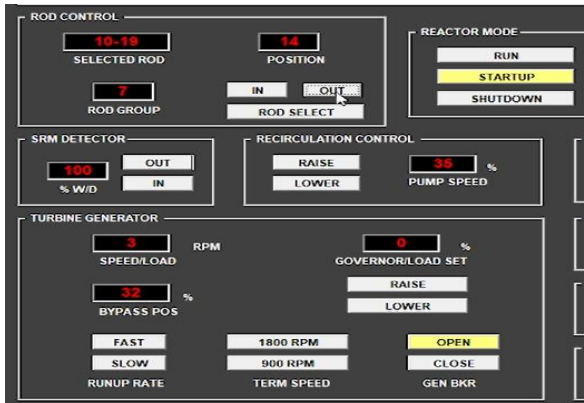 ROD CONTROL
10-19
14
SELECTED ROD
POSITION
7
IN
OUT
ROD GROUP
ROD SELECT
REACTOR MODE
RUN
STARTUP
SHUTDOWN
SRM DETECTOR
100
OUT
IN
% W/D
RECIRCULATION CONTROL
RAISE
35 %
LOWER
PUMP SPEED
TURBINE GENERATOR
3 RPM
0 %
SPEED/LOAD
GOVERNOR/LOAD SET
32 %
RAISE
BYPASS POS
LOWER
FAST
1800 RPM
OPEN
SLOW
900 RPM
CLOSE
RUNUP RATE
TERM SPEED
GEN BKR